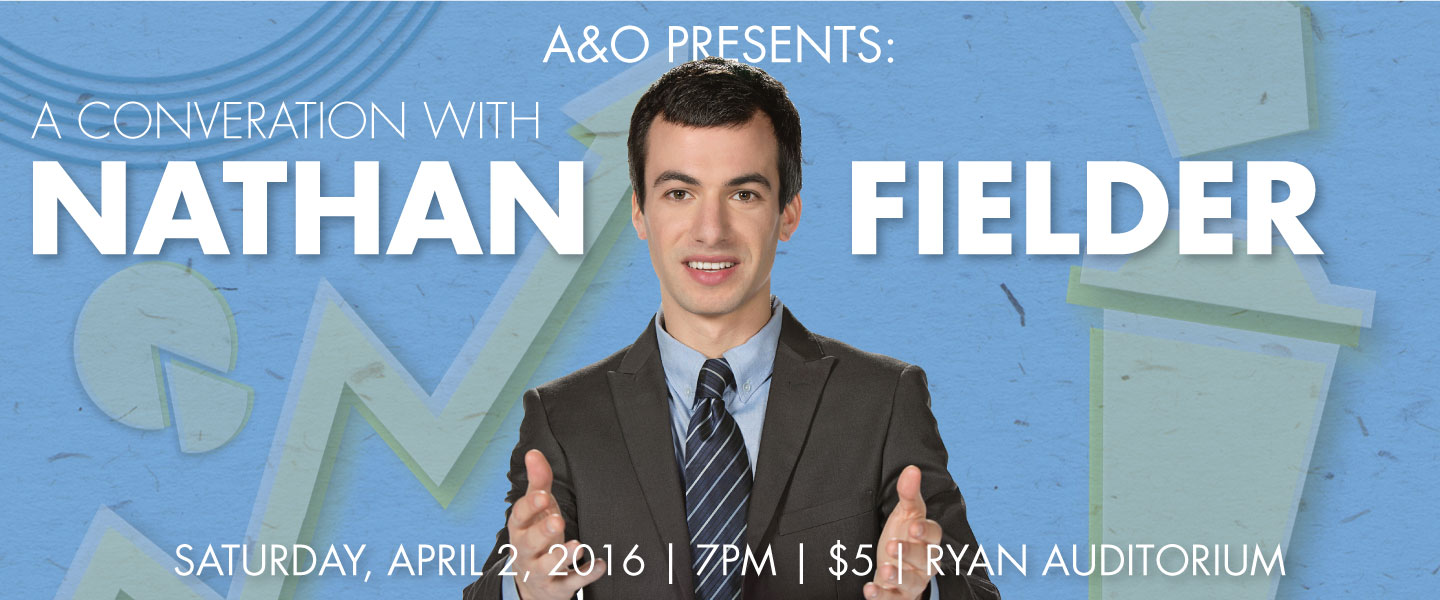 A&O PRESENTS:
A CONVERATION WITH
NATHAN FIELDER
SATURDAY, APRIL 2, 2016 | 7PM | $5 | RYAN AUDITORIUM